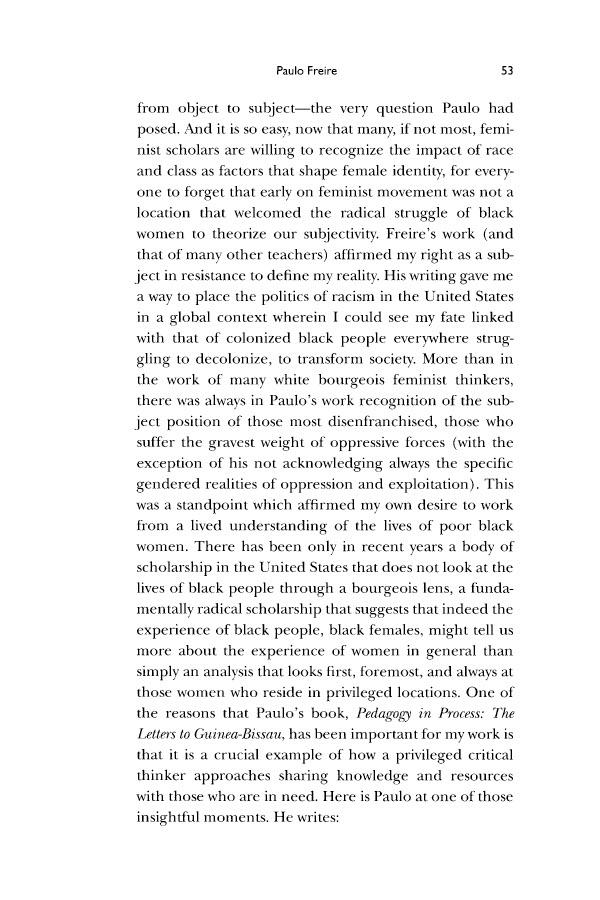 Paulo Freire 53
from object to subject—the very question Paulo had
posed. And it is so easy, now that many, if not most, femi-
nist scholars are willing to recognize the impact of race
and class as factors that shape female identity, for every-
one to forget that early on feminist movement was not a
location that welcomed the radical struggle of black
women to theorize our subjectivity. Freire's work (and
that of many other teachers) affirmed my right as a sub-
ject in resistance to define my reality. His writing gave me
a way to place the politics of racism in the United States
in a global context wherein I could see my fate linked
with that of colonized black people everywhere strug-
gling to decolonize, to transform society. More than in
the work of many white bourgeois feminist thinkers,
there was always in Paulo's work recognition of the sub-
ject position of those most disenfranchised, those who
suffer the gravest weight of oppressive forces (with the
exception of his not acknowledging always the specific
gendered realities of oppression and exploitation). This
was a standpoint which affirmed my own desire to work
from a lived understanding of the lives of poor black
women. There has been only in recent years a body of
scholarship in the United States that does not look at the
lives of black people through a bourgeois lens, a funda-
mentally radical scholarship that suggests that indeed the
experience of black people, black females, might tell us
more about the experience of women in general than
simply an analysis that looks first, foremost, and always at
those women who reside in privileged locations. One of
the reasons that Paulo's book, Pedagogy in Process: The
Letters to Guinea-Bissau, has been important for my work is
that it is a crucial example of how a privileged critical
thinker approaches sharing knowledge and resources
with those who are in need. Here is Paulo at one of those
insightful moments. He writes: